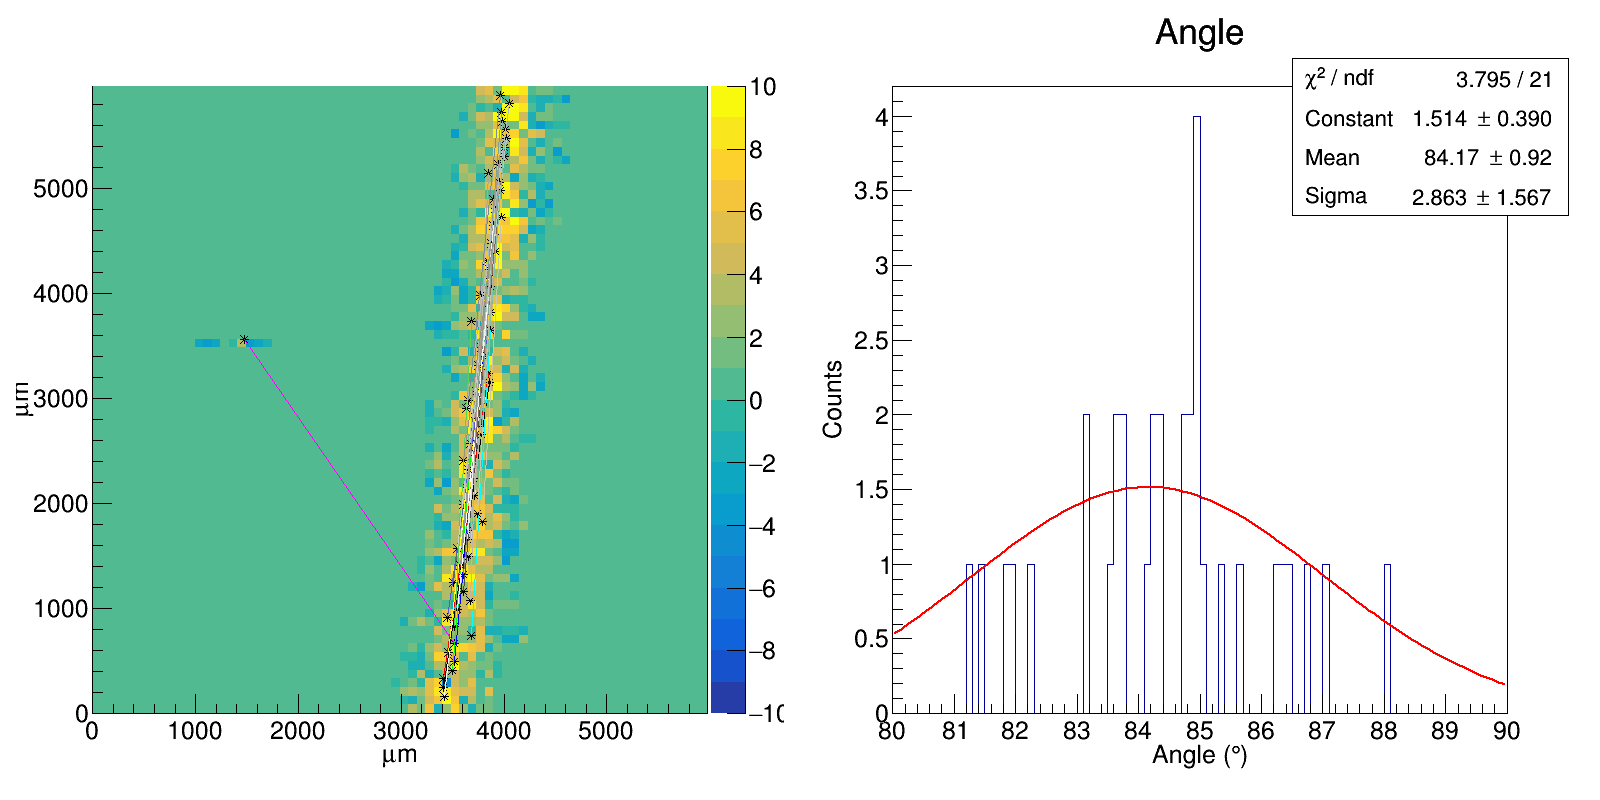 Angle
χ² / ndf 3.795 / 21
Constant 1.514 ± 0.390
Mean 84.17 ± 0.92
Sigma 2.863 ± 1.567
μm
5000
4000
3000
2000
1000
0
0 1000 2000 3000 4000 5000
μm
10
8
6
4
2
0
−2
−4
−6
−8
−10
Counts
4
3.5
3
2.5
2
1.5
1
0.5
0
80 81 82 83 84 85 86 87 88 89 90
Angle (°)